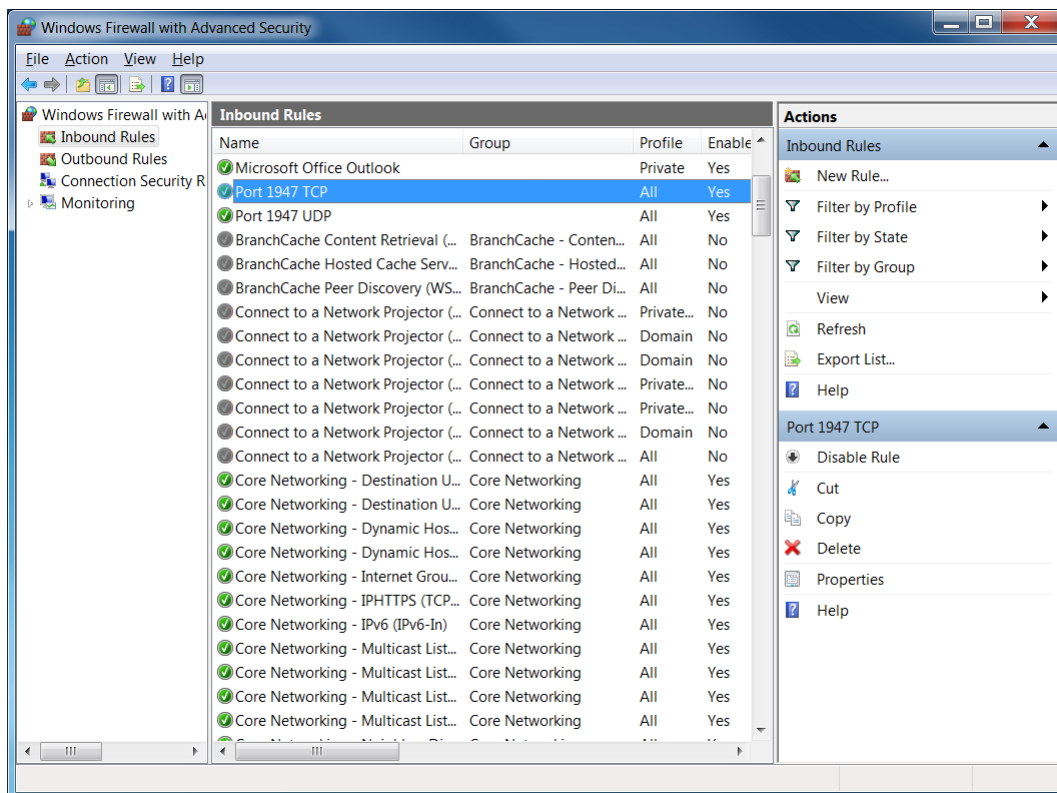 Windows Firewall with Advanced Security
File Action View Help
Windows Firewall with A
Inbound Rules
Outbound Rules
Connection Security R
Monitoring
Inbound Rules
Name Group Profile Enable
Microsoft Office Outlook Private Yes
Port 1947 TCP All Yes
Port 1947 UDP All Yes
BranchCache Content Retrieval (... BranchCache - Conten... All No
BranchCache Hosted Cache Serv... BranchCache - Hosted... All No
BranchCache Peer Discovery (WS... BranchCache - Peer Di... All No
Connect to a Network Projector (... Connect to a Network ... Private... No
Connect to a Network Projector (... Connect to a Network ... Domain No
Connect to a Network Projector (... Connect to a Network ... Domain No
Connect to a Network Projector (... Connect to a Network ... Private... No
Connect to a Network Projector (... Connect to a Network ... Private... No
Connect to a Network Projector (... Connect to a Network ... Domain No
Connect to a Network Projector (... Connect to a Network ... All No
Core Networking - Destination U... Core Networking All Yes
Core Networking - Destination U... Core Networking All Yes
Core Networking - Dynamic Hos... Core Networking All Yes
Core Networking - Dynamic Hos... Core Networking All Yes
Core Networking - Internet Grou... Core Networking All Yes
Core Networking - IPHTTPS (TCP... Core Networking All Yes
Core Networking - IPv6 (IPv6-In) Core Networking All Yes
Core Networking - Multicast List... Core Networking All Yes
Core Networking - Multicast List... Core Networking All Yes
Core Networking - Multicast List... Core Networking All Yes
Core Networking - Multicast List... Core Networking All Yes
Actions
Inbound Rules
New Rule...
Filter by Profile
Filter by State
Filter by Group
View
Refresh
Export List...
Help
Port 1947 TCP
Disable Rule
Cut
Copy
Delete
Properties
Help